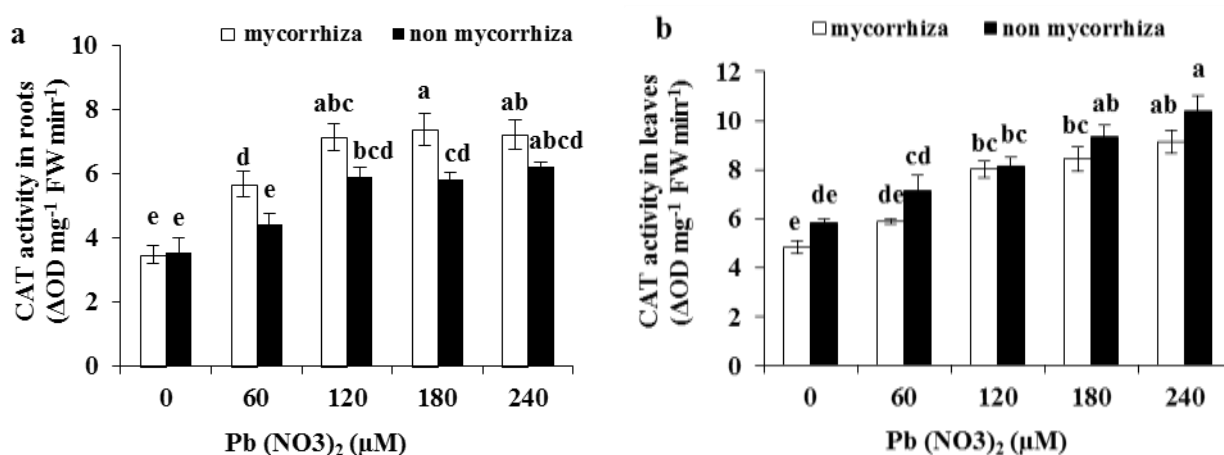 a
mycorrhiza non mycorrhiza
CAT activity in roots
(ΔOD mg⁻¹ FW min⁻¹)
10
8
6
4
2
0
e e d e abc bcd a cd ab abcd
0 60 120 180 240
Pb (NO3)₂ (µM)
b
mycorrhiza non mycorrhiza
CAT activity in leaves
(ΔOD mg⁻¹ FW min⁻¹)
12
10
8
6
4
2
0
e de de cd bc bc bc ab ab a
0 60 120 180 240
Pb (NO3)₂ (µM)